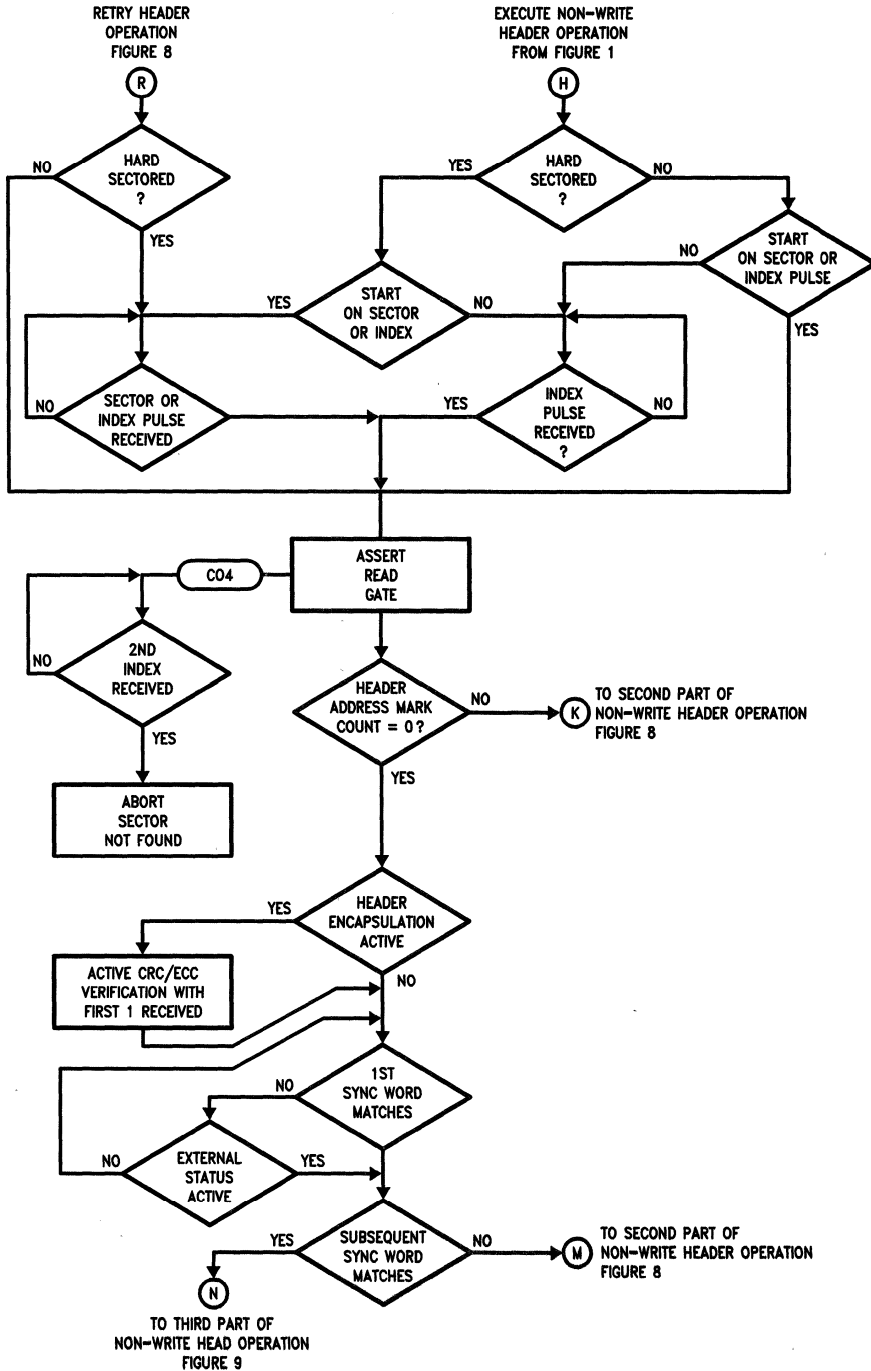 RETRY HEADER
OPERATION
FIGURE 8
R
EXECUTE NON-WRITE
HEADER OPERATION
FROM FIGURE 1
H
NO
HARD
SECTORED
?
YES
YES
HARD
SECTORED
?
NO
NO
START
ON SECTOR OR
INDEX PULSE
YES
YES
START
ON SECTOR
OR INDEX
NO
NO
SECTOR OR
INDEX PULSE
RECEIVED
YES
INDEX
PULSE
RECEIVED
?
NO
ASSERT
READ
GATE
CO4
NO
2ND
INDEX
RECEIVED
YES
ABORT
SECTOR
NOT FOUND
HEADER
ADDRESS MARK
COUNT = 0?
NO
K
TO SECOND PART OF
NON-WRITE HEADER OPERATION
FIGURE 8
YES
YES
HEADER
ENCAPSULATION
ACTIVE
NO
ACTIVE CRC/ECC
VERIFICATION WITH
FIRST 1 RECEIVED
NO
1ST
SYNC WORD
MATCHES
NO
EXTERNAL
STATUS
ACTIVE
YES
YES
SUBSEQUENT
SYNC WORD
MATCHES
NO
M
TO SECOND PART OF
NON-WRITE HEADER OPERATION
FIGURE 8
N
TO THIRD PART OF
NON-WRITE HEAD OPERATION
FIGURE 9